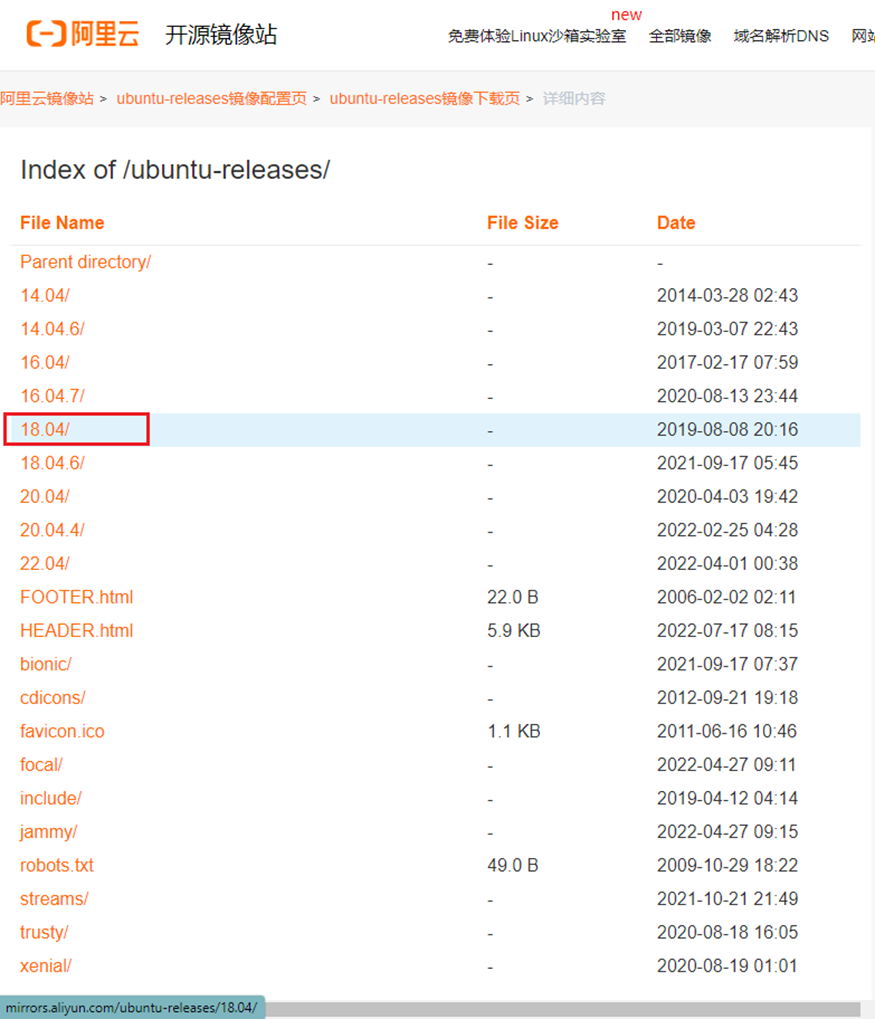 阿里云 开源镜像站
new
免费体验Linux沙箱实验室 全部镜像 域名解析DNS 网站
阿里云镜像站 > ubuntu-releases镜像配置页 > ubuntu-releases镜像下载页 > 详细内容
Index of /ubuntu-releases/
File Name File Size Date
Parent directory/ - -
14.04/ - 2014-03-28 02:43
14.04.6/ - 2019-03-07 22:43
16.04/ - 2017-02-17 07:59
16.04.7/ - 2020-08-13 23:44
18.04/ - 2019-08-08 20:16
18.04.6/ - 2021-09-17 05:45
20.04/ - 2020-04-03 19:42
20.04.4/ - 2022-02-25 04:28
22.04/ - 2022-04-01 00:38
FOOTER.html 22.0 B 2006-02-02 02:11
HEADER.html 5.9 KB 2022-07-17 08:15
bionic/ - 2021-09-17 07:37
cdicons/ - 2012-09-21 19:18
favicon.ico 1.1 KB 2011-06-16 10:46
focal/ - 2022-04-27 09:11
include/ - 2019-04-12 04:14
jammy/ - 2022-04-27 09:15
robots.txt 49.0 B 2009-10-29 18:22
streams/ - 2021-10-21 21:49
trusty/ - 2020-08-18 16:05
xenial/ - 2020-08-19 01:01
mirrors.aliyun.com/ubuntu-releases/18.04/